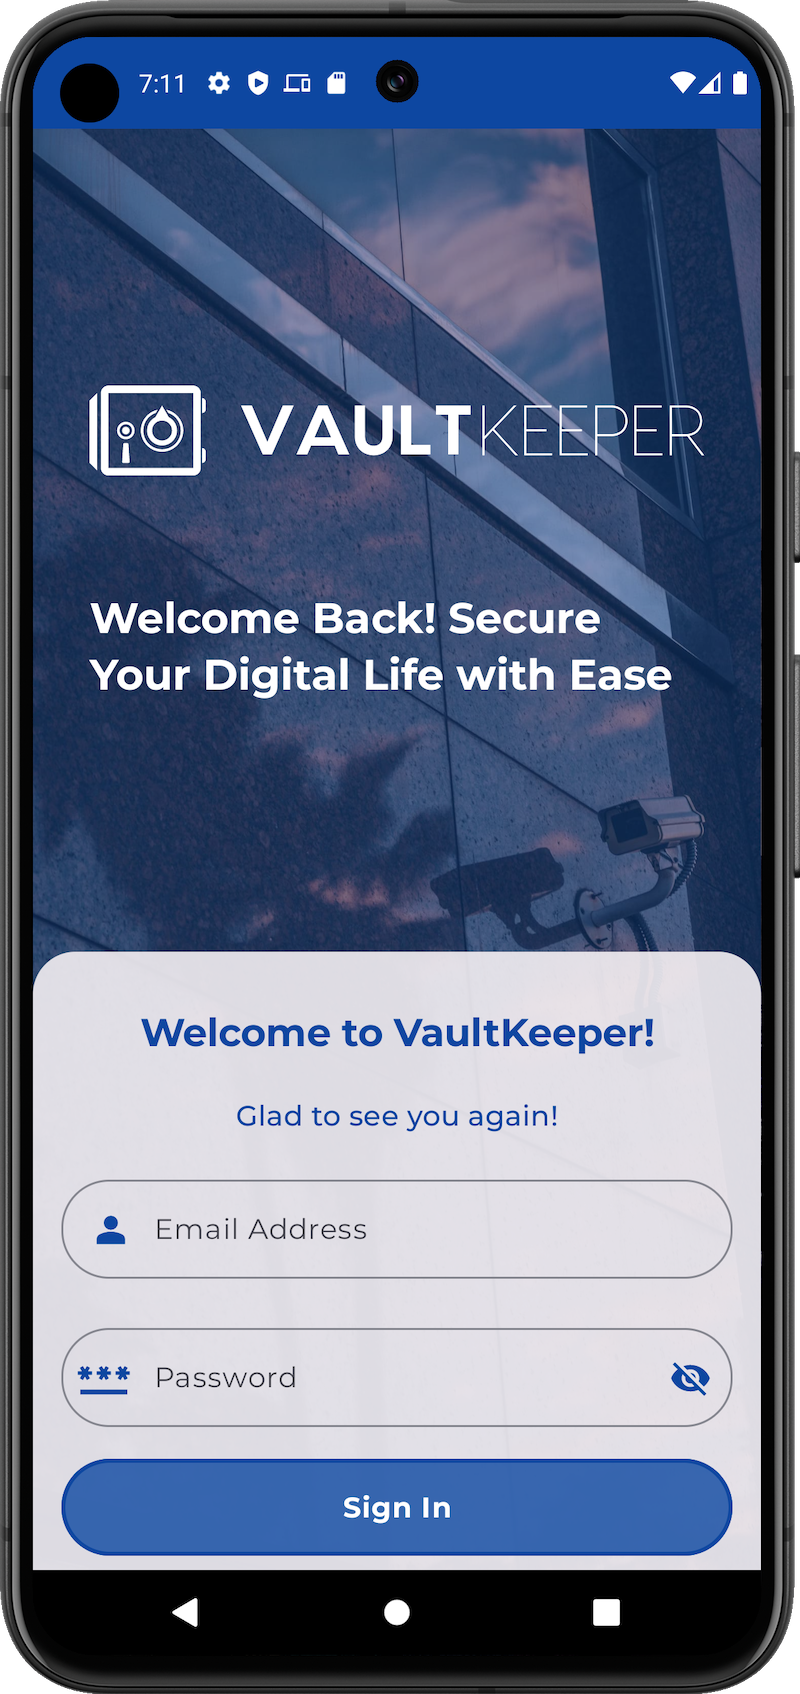 7:11
VAULTKEEPER
Welcome Back! Secure
Your Digital Life with Ease
Welcome to VaultKeeper!
Glad to see you again!
Email Address
*** Password
Sign In